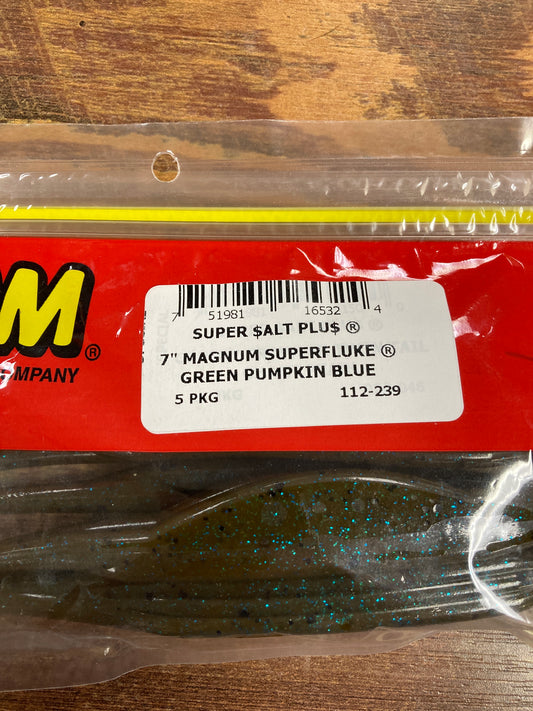 M®
MPANY
7 51981 16532 4
SUPER $ALT PLU$ ®
7" MAGNUM SUPERFLUKE ®
GREEN PUMPKIN BLUE
5 PKG 112-239